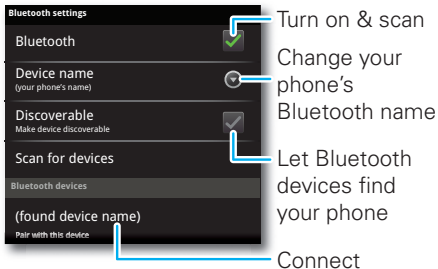 Bluetooth settings
Bluetooth
Device name
(your phone's name)
Discoverable
Make device discoverable
Scan for devices
Bluetooth devices
(found device name)
Pair with this device
Turn on & scan
Change your
phone's
Bluetooth name
Let Bluetooth
devices find
your phone
Connect